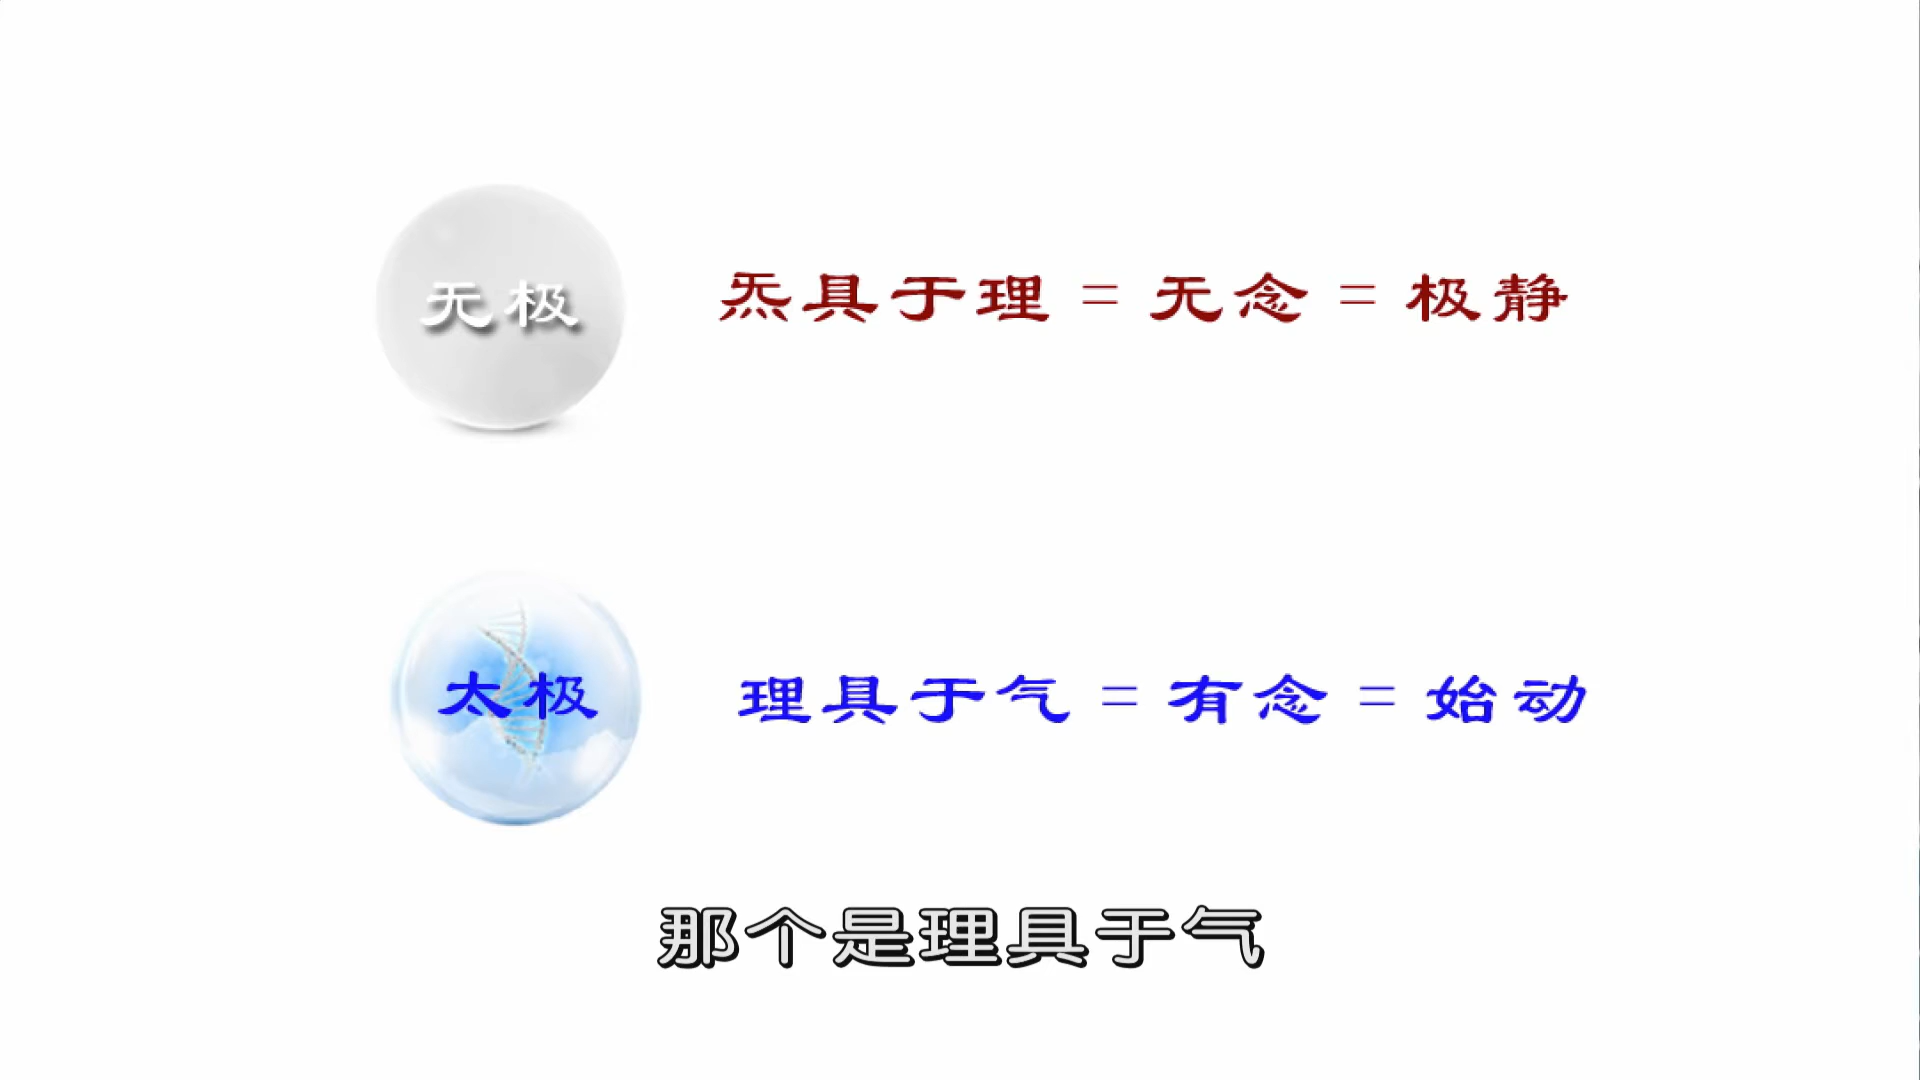 无极
炁具于理 = 无念 = 极静
太极
理具于气 = 有念 = 始动
那个是理具于气